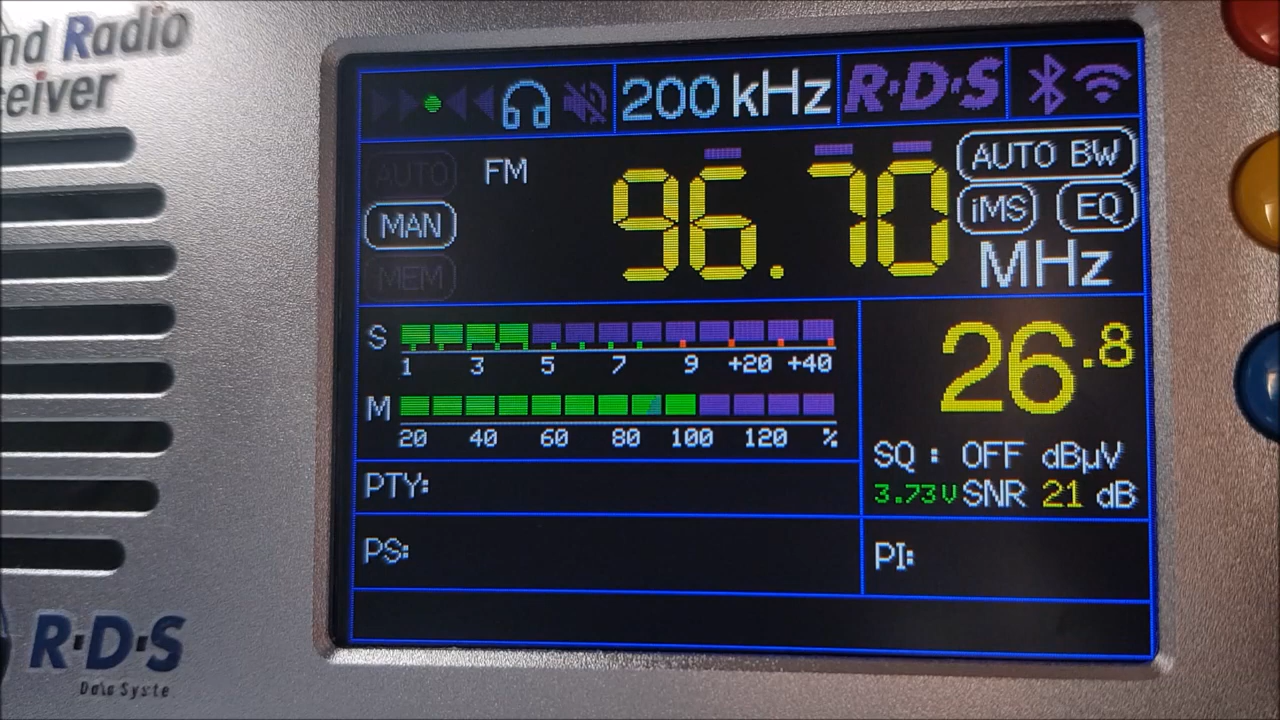 nd Radio
ceiver
200 kHz R·D·S
AUTO FM AUTO BW
MAN 96.70 iMS EQ
MEM MHz
S
1 3 5 7 9 +20 +40
26.8
M
20 40 60 80 100 120 %
SQ : OFF dBµV
PTY: 3.73V SNR 21 dB
PS: PI:
R·D·S
Data Syste